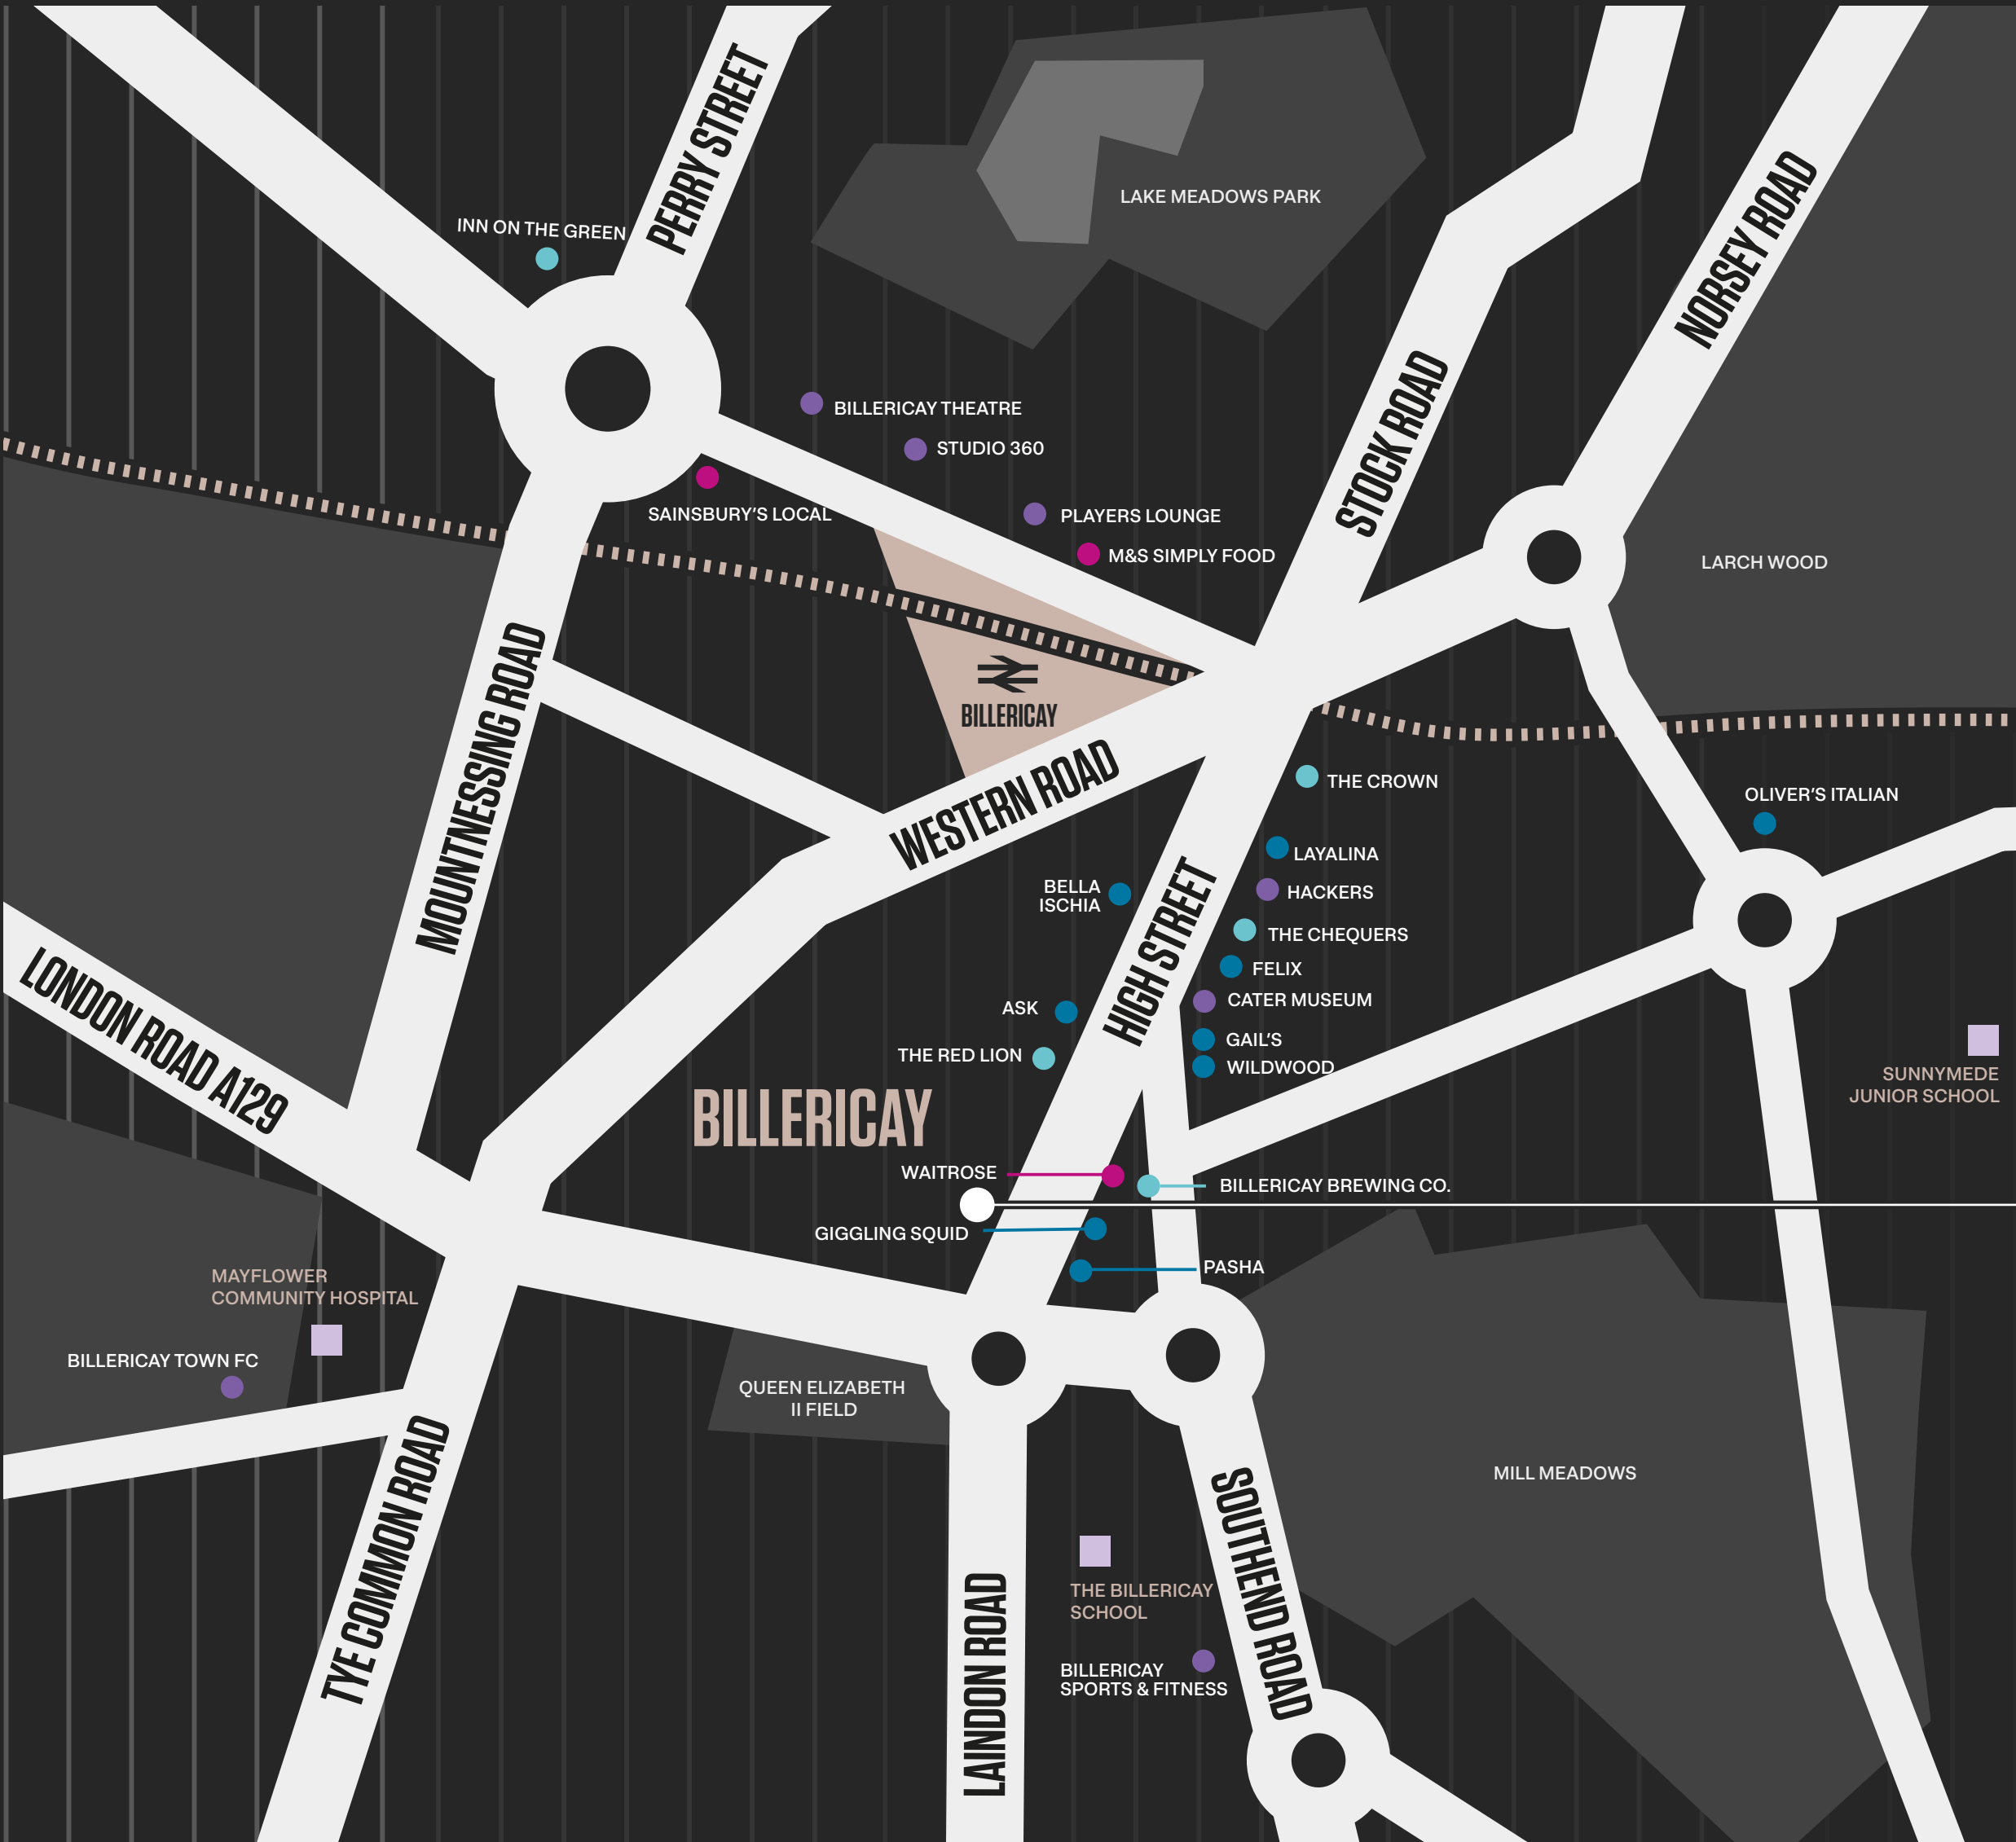 PERRY STREET
LAKE MEADOWS PARK
NORSEY ROAD
INN ON THE GREEN
STOCK ROAD
BILLERICAY THEATRE
STUDIO 360
SAINSBURY'S LOCAL
PLAYERS LOUNGE
M&S SIMPLY FOOD
LARCH WOOD
BILLERICAY
MOUNTNESSING ROAD
WESTERN ROAD
THE CROWN
OLIVER'S ITALIAN
LAYALINA
BELLA
ISCHIA
HACKERS
HIGH STREET
THE CHEQUERS
FELIX
LONDON ROAD A129
ASK
CATER MUSEUM
GAIL'S
THE RED LION
WILDWOOD
SUNNYMEDE
JUNIOR SCHOOL
BILLERICAY
WAITROSE
BILLERICAY BREWING CO.
GIGGLING SQUID
PASHA
MAYFLOWER
COMMUNITY HOSPITAL
BILLERICAY TOWN FC
QUEEN ELIZABETH
II FIELD
MILL MEADOWS
TYE COMMON ROAD
SOUTHEND ROAD
LAINDON ROAD
THE BILLERICAY
SCHOOL
BILLERICAY
SPORTS & FITNESS